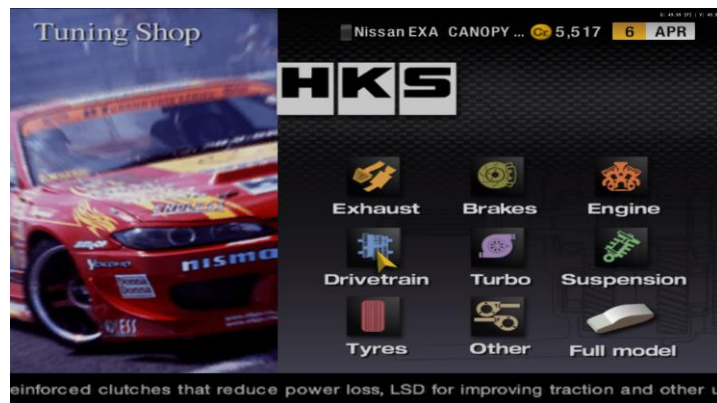 Tuning Shop
Nissan EXA CANOPY ... Cr 5,517 6 APR
HKS
Exhaust Brakes Engine
Drivetrain Turbo Suspension
Tyres Other Full model
nismo
einforced clutches that reduce power loss, LSD for improving traction and other u